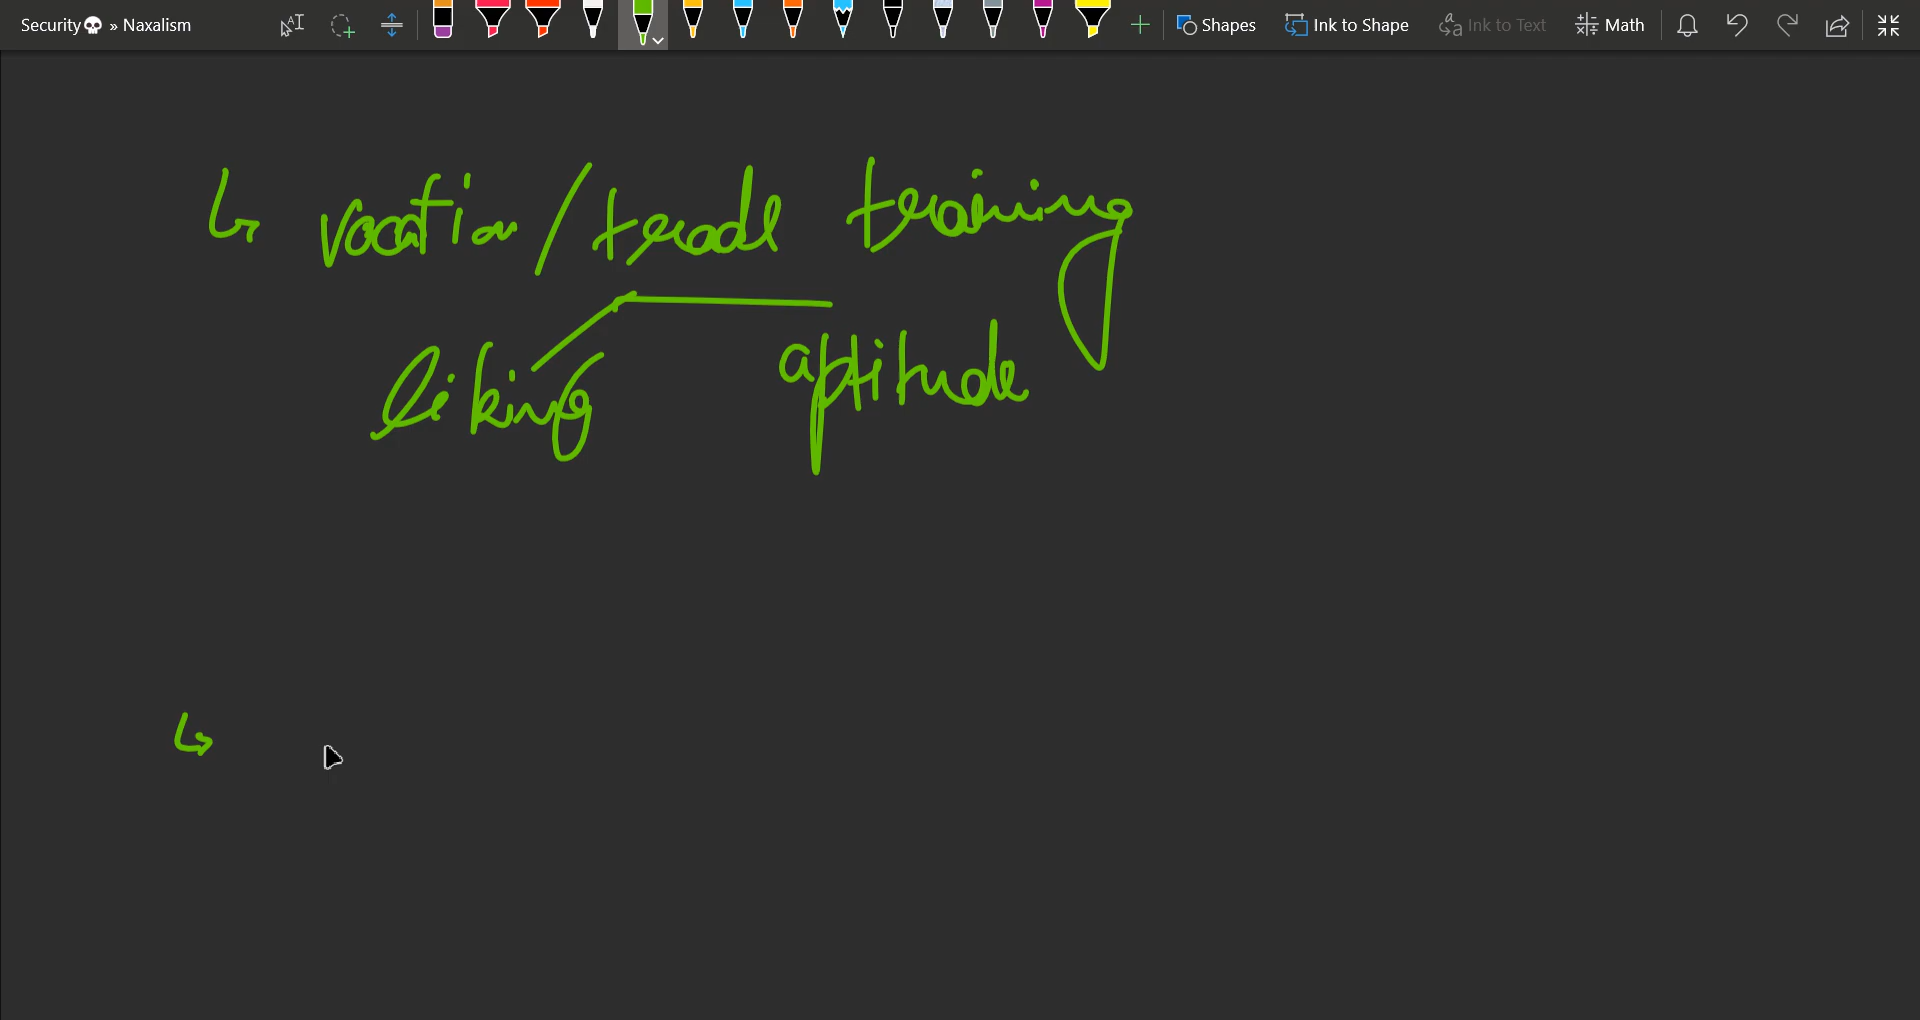 Security💀 » Naxalism Shapes Ink to Shape Ink to Text Math
↳ vocation/trade training
liking aptitude
↳